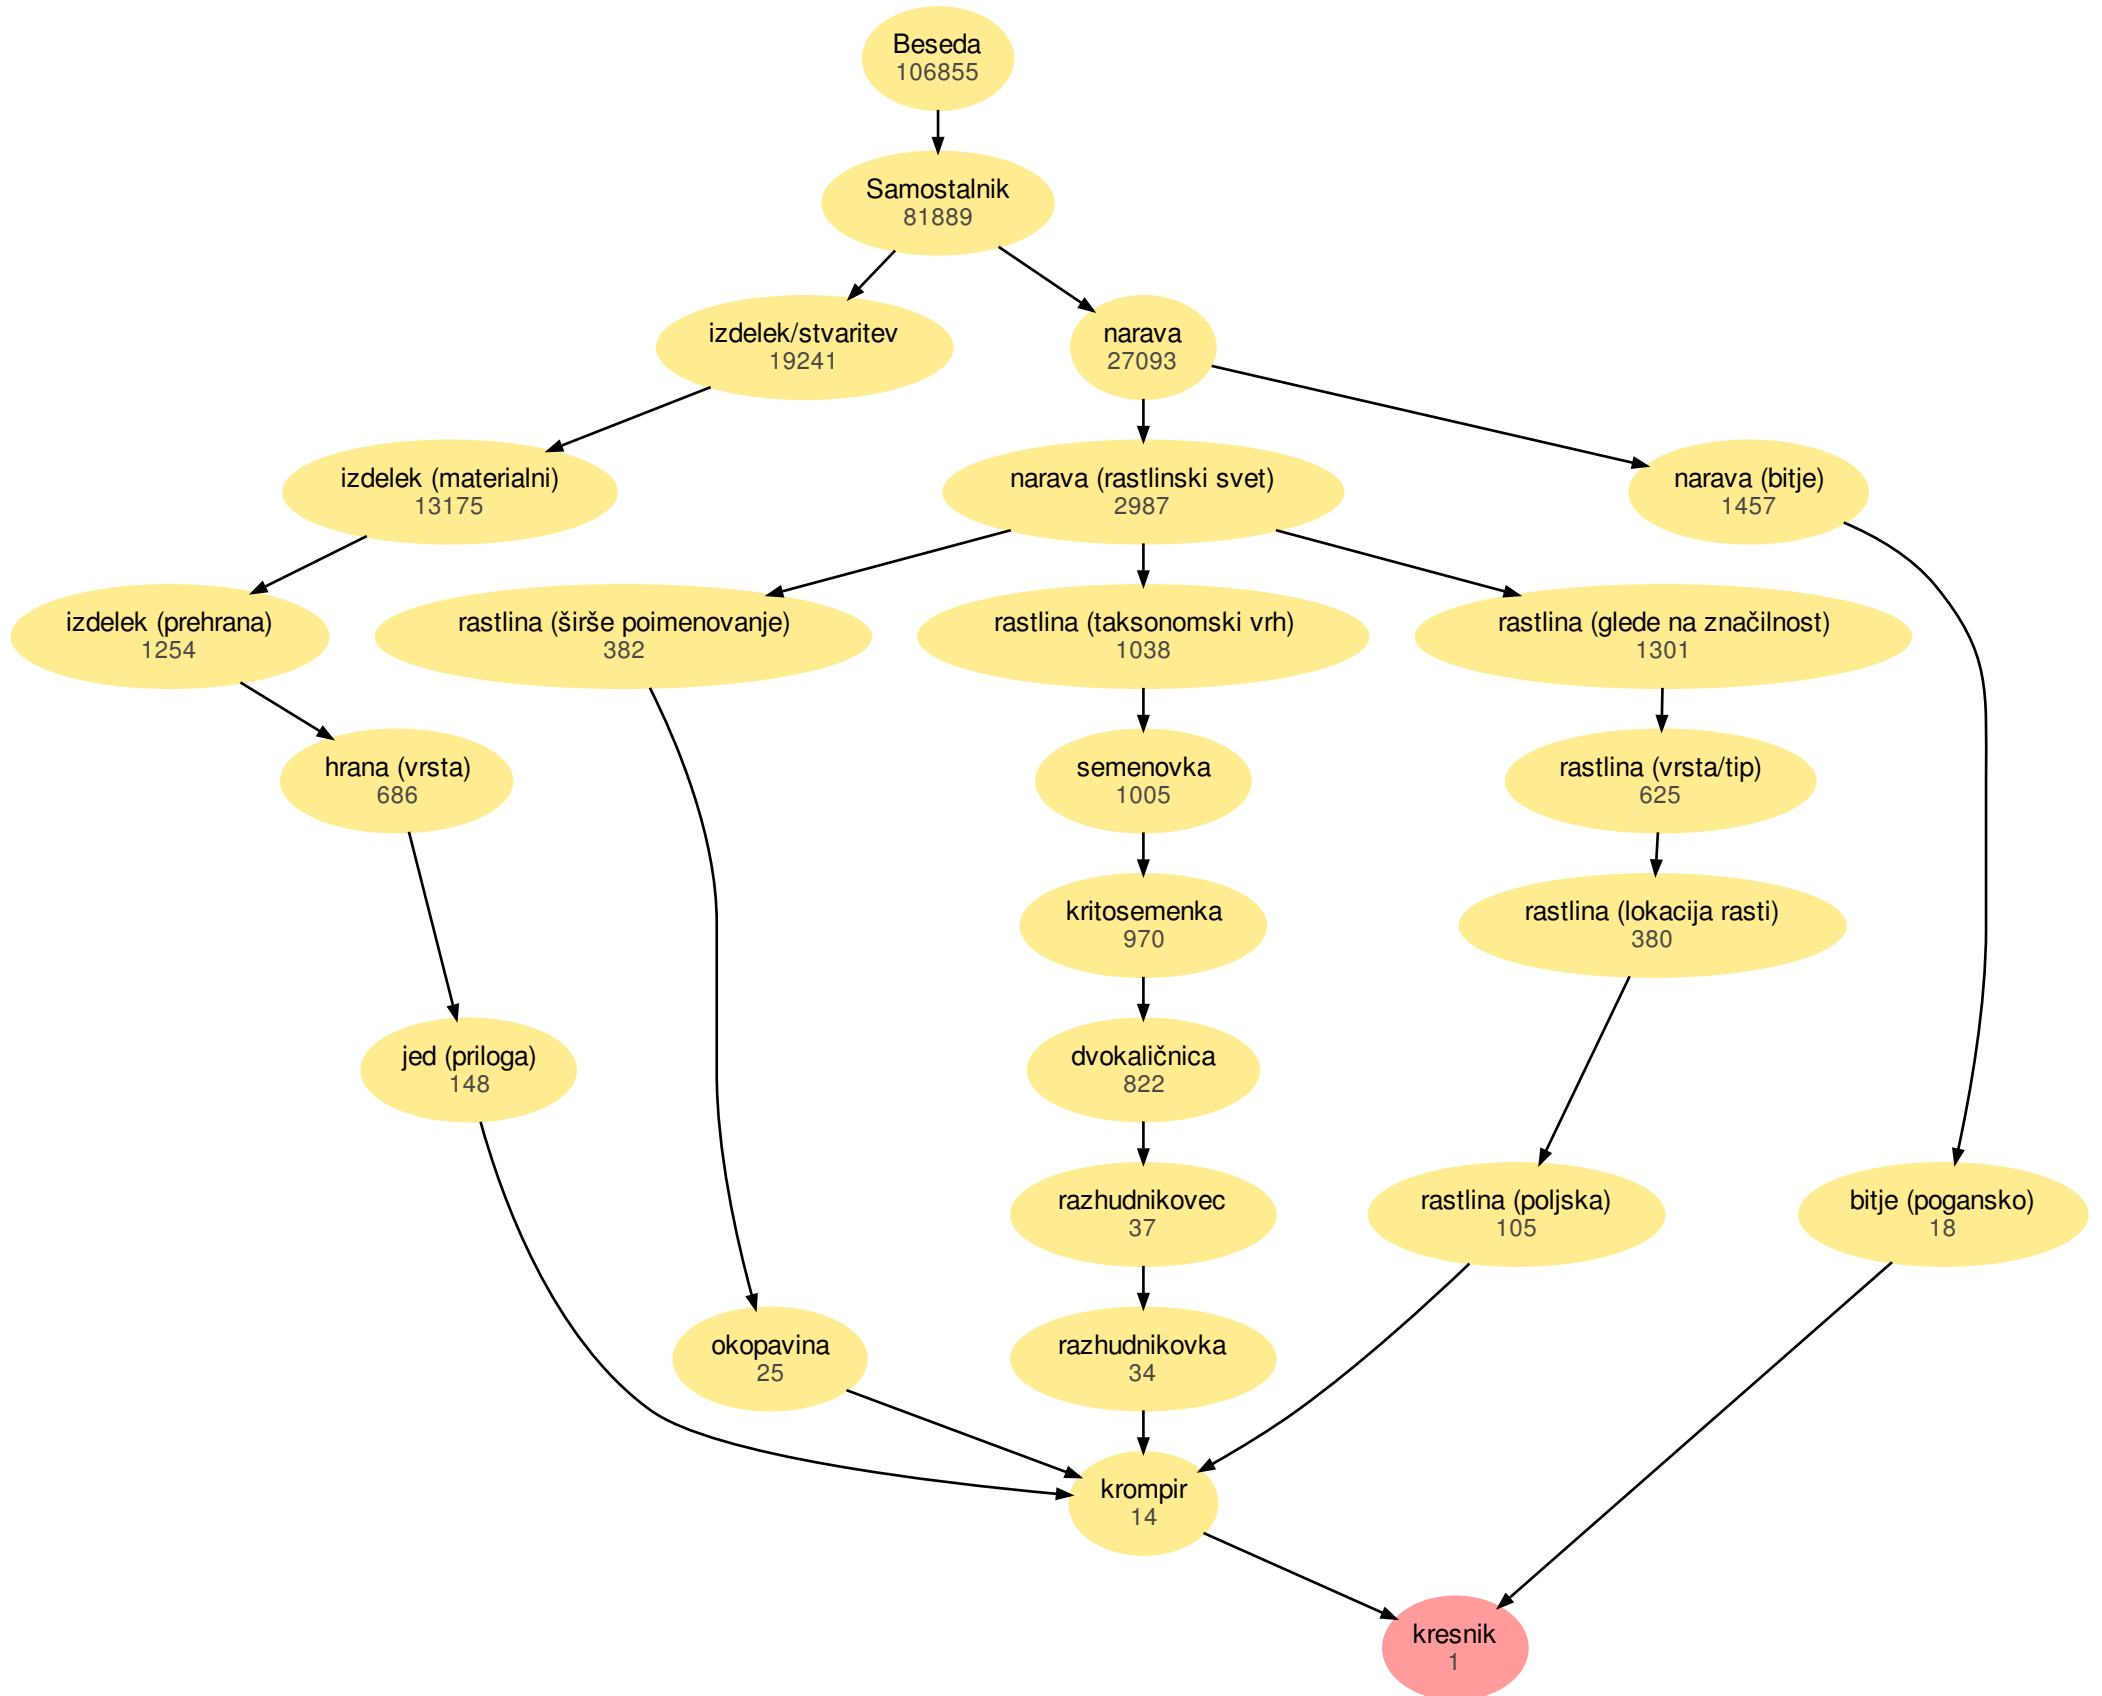 Beseda
106855
Samostalnik
81889
izdelek/stvaritev
19241
narava
27093
izdelek (materialni)
13175
narava (rastlinski svet)
2987
narava (bitje)
1457
izdelek (prehrana)
1254
rastlina (širše poimenovanje)
382
rastlina (taksonomski vrh)
1038
rastlina (glede na značilnost)
1301
hrana (vrsta)
686
semenovka
1005
rastlina (vrsta/tip)
625
kritosemenka
970
rastlina (lokacija rasti)
380
jed (priloga)
148
dvokaličnica
822
razhudnikovec
37
rastlina (poljska)
105
bitje (pogansko)
18
okopavina
25
razhudnikovka
34
krompir
14
kresnik
1